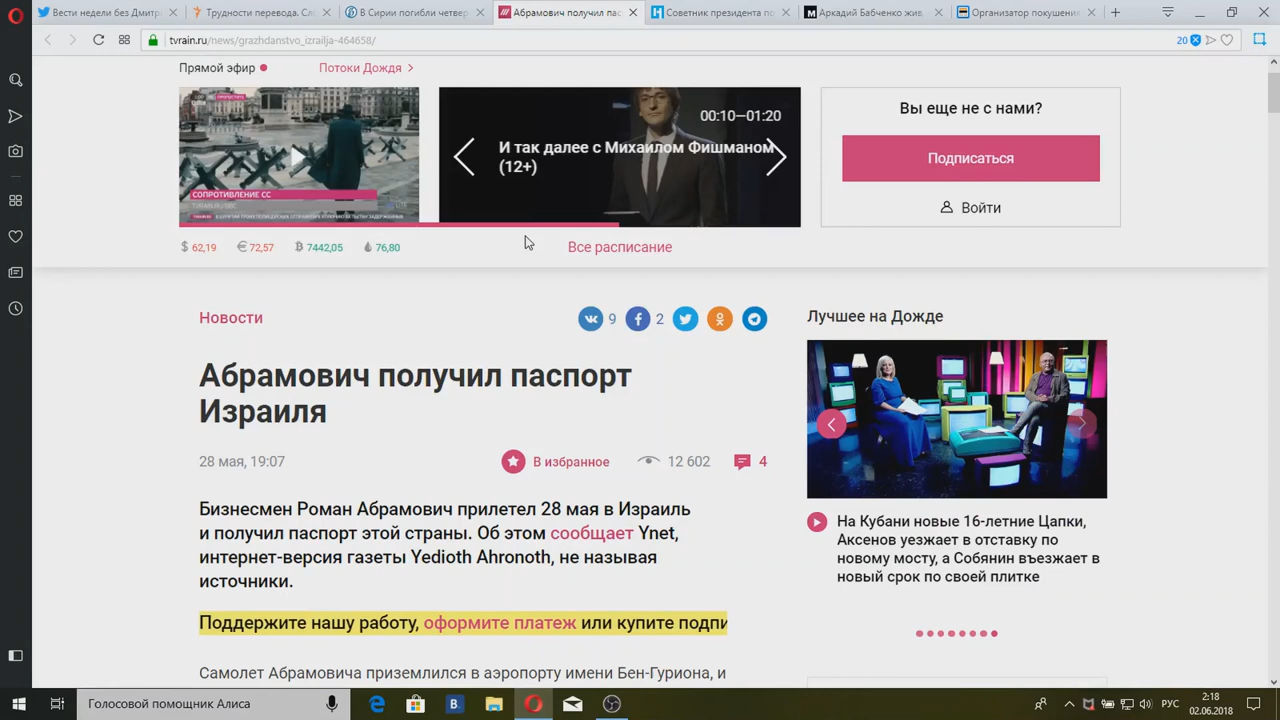 Вести недели без Дмитр
Трудности перевода. Сл
В Сирии погибли четвер
Абрамович получил пас
Советник президента по
Аркадий Бабченко жив
Организатор покушения
tvrain.ru/news/grazhdanstvo_izrailja-464658/
20
Прямой эфир
Потоки Дождя
СОПРОТИВЛЕНИЕ СС
00:10—01:20
И так далее с Михаилом Фишманом
(12+)
Вы еще не с нами?
Подписаться
Войти
$ 62,19
€ 72,57
7442,05
76,80
Все расписание
Новости
9
2
Абрамович получил паспорт
Израиля
28 мая, 19:07
В избранное
12 602
4
Бизнесмен Роман Абрамович прилетел 28 мая в Израиль
и получил паспорт этой страны. Об этом сообщает Ynet,
интернет-версия газеты Yedioth Ahronoth, не называя
источники.
Поддержите нашу работу, оформите платеж или купите подпи
Самолет Абрамовича приземлился в аэропорту имени Бен-Гуриона, и
Лучшее на Дожде
На Кубани новые 16-летние Цапки,
Аксенов уезжает в отставку по
новому мосту, а Собянин въезжает в
новый срок по своей плитке
Голосовой помощник Алиса
РУС
2:18
02.06.2018